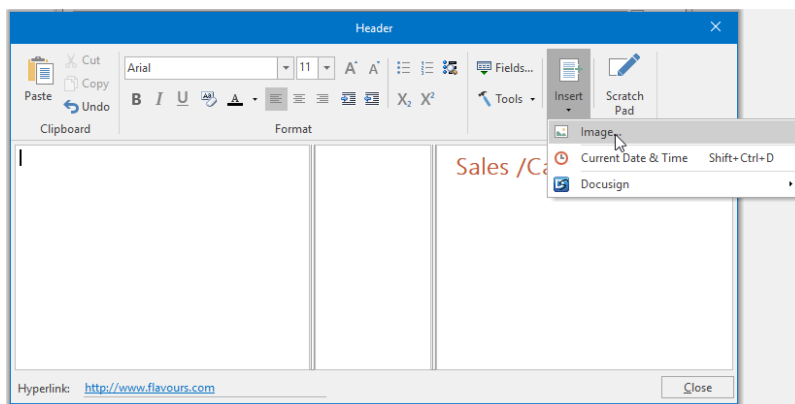 Header
Cut
Copy
Paste
Undo
Clipboard
Arial
11
A A
B I U A X₂ X²
Format
Fields...
Tools
Insert
Scratch
Pad
Image...
Current Date & Time Shift+Ctrl+D
Docusign
Sales /Ca
Hyperlink: http://www.flavours.com
Close